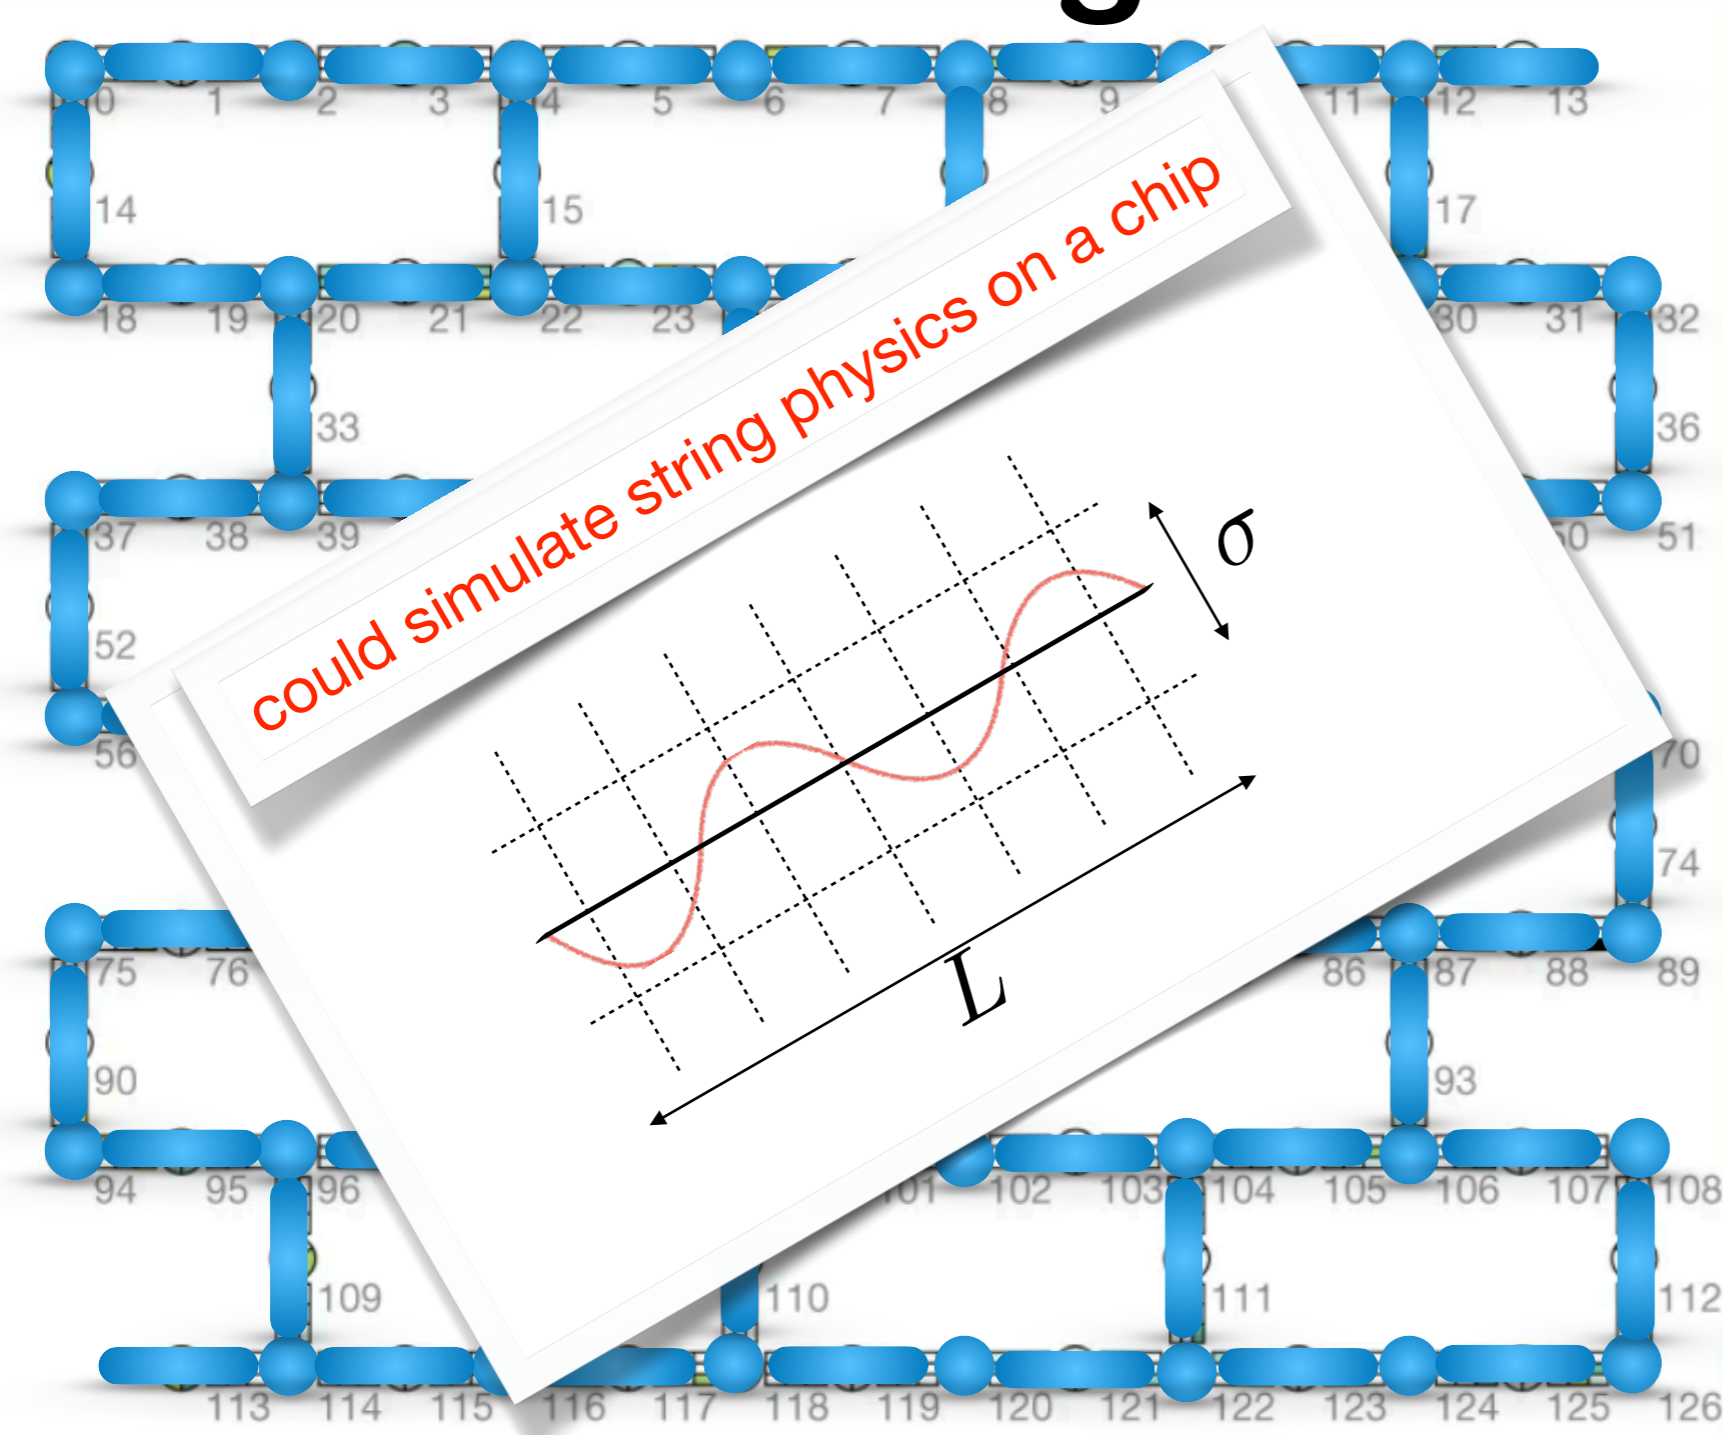 g
0 1 2 3 4 5 6 7 8 9 11 12 13
14 15 17
18 19 20 21 22 23 30 31 32
33 36
37 38 39 50 51
52
56 70
74
75 76 86 87 88 89
90 93
94 95 96 101 102 103 104 105 106 107 108
109 110 111 112
113 114 115 116 117 118 119 120 121 122 123 124 125 126
could simulate string physics on a chip
σ
L